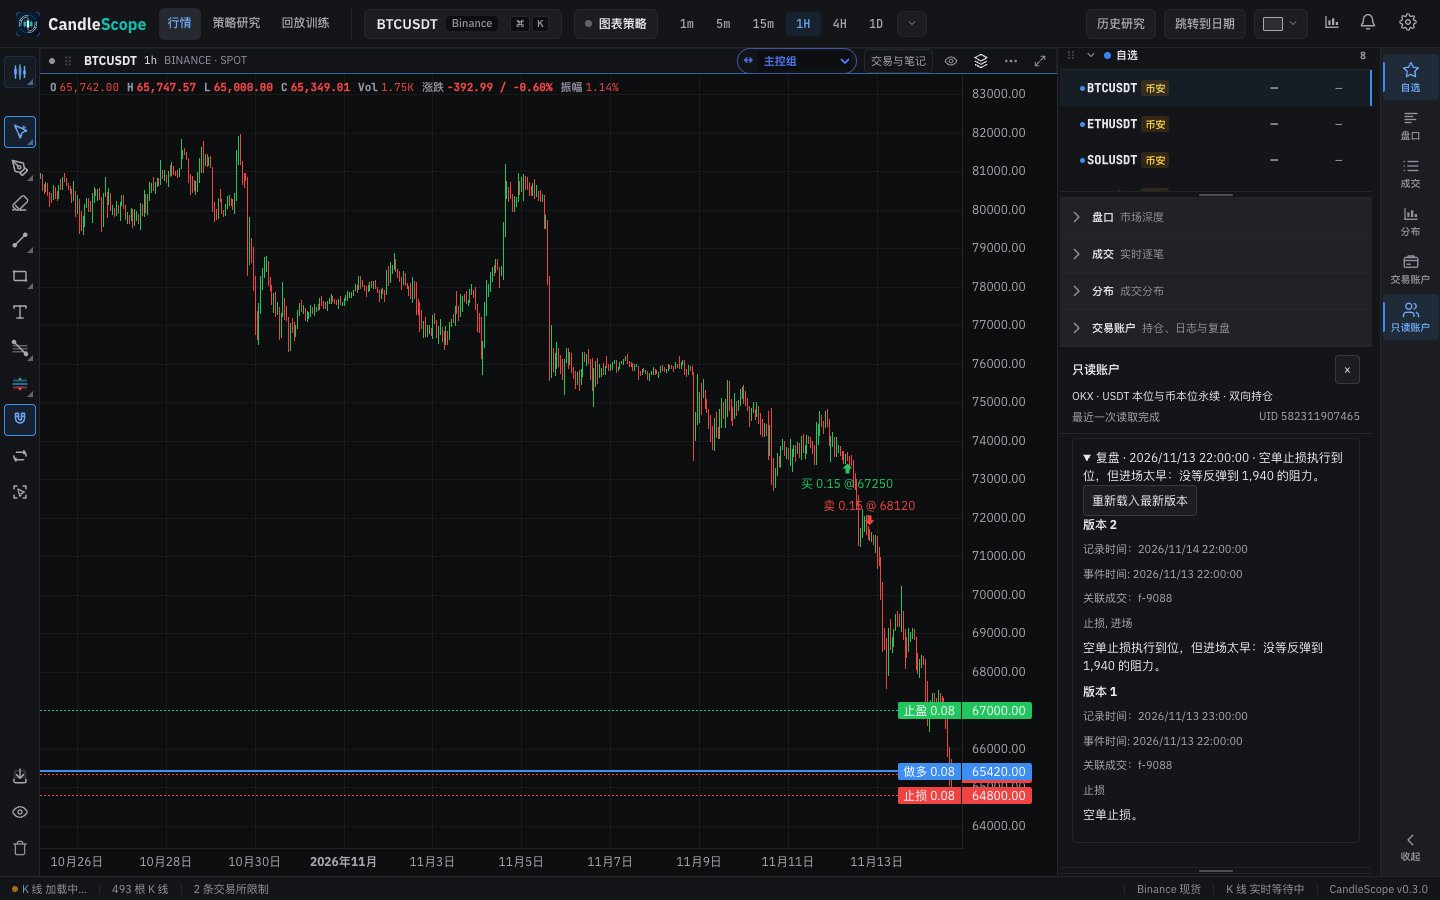 CandleScope
行情
策略研究
回放训练
BTCUSDT Binance ⌘ K
图表策略
1m 5m 15m 1H 4H 1D
历史研究
跳转到日期
BTCUSDT 1h BINANCE · SPOT
主控组
交易与笔记
O 65,742.00 H 65,747.57 L 65,000.00 C 65,349.01 Vol 1.75K 涨跌 -392.99 / -0.60% 振幅 1.14%
83000.00
82000.00
81000.00
80000.00
79000.00
78000.00
77000.00
76000.00
75000.00
74000.00
73000.00
72000.00
71000.00
70000.00
69000.00
68000.00
66000.00
64000.00
买 0.15 @ 67250
卖 0.15 @ 68120
止盈 0.08 67000.00
做多 0.08 65420.00
止损 0.08 64800.00
10月26日 10月28日 10月30日 2026年11月 11月3日 11月5日 11月7日 11月9日 11月11日 11月13日
自选 8
BTCUSDT 币安 — —
ETHUSDT 币安 — —
SOLUSDT 币安 — —
盘口 市场深度
成交 实时逐笔
分布 成交分布
交易账户 持仓、日志与复盘
只读账户 ×
OKX · USDT 本位与币本位永续 · 双向持仓
最近一次读取完成 UID 582311907465
▼ 复盘 · 2026/11/13 22:00:00 · 空单止损执行到
位，但进场太早：没等反弹到 1,940 的阻力。
重新载入最新版本
版本 2
记录时间：2026/11/14 22:00:00
事件时间: 2026/11/13 22:00:00
关联成交：f-9088
止损, 进场
空单止损执行到位，但进场太早：没等反弹到
1,940 的阻力。
版本 1
记录时间：2026/11/13 23:00:00
事件时间: 2026/11/13 22:00:00
关联成交：f-9088
止损
空单止损。
自选
盘口
成交
分布
交易账户
只读账户
收起
K 线 加载中...
493 根 K 线
2 条交易所限制
Binance 现货
K 线 实时等待中
CandleScope v0.3.0